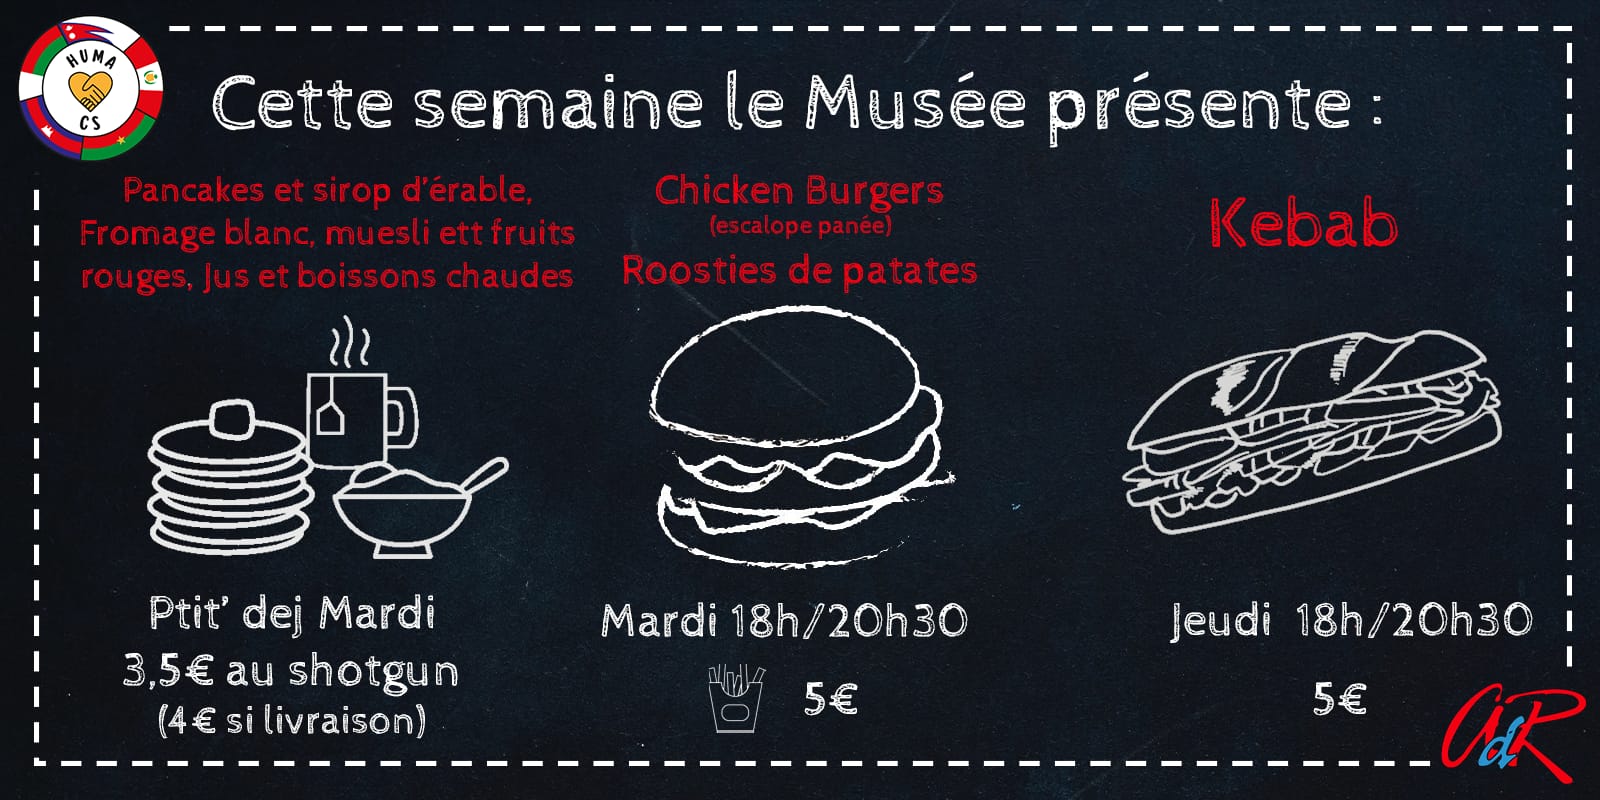 HUMA
CS
Cette semaine le Musée présente :
Pancakes et sirop d'érable,
Fromage blanc, muesli ett fruits
rouges, Jus et boissons chaudes
Chicken Burgers
(escalope panée)
Roosties de patates
Kebab
Ptit' dej Mardi
3,5€ au shotgun
(4€ si livraison)
Mardi 18h/20h30
5€
Jeudi 18h/20h30
5€
AdR